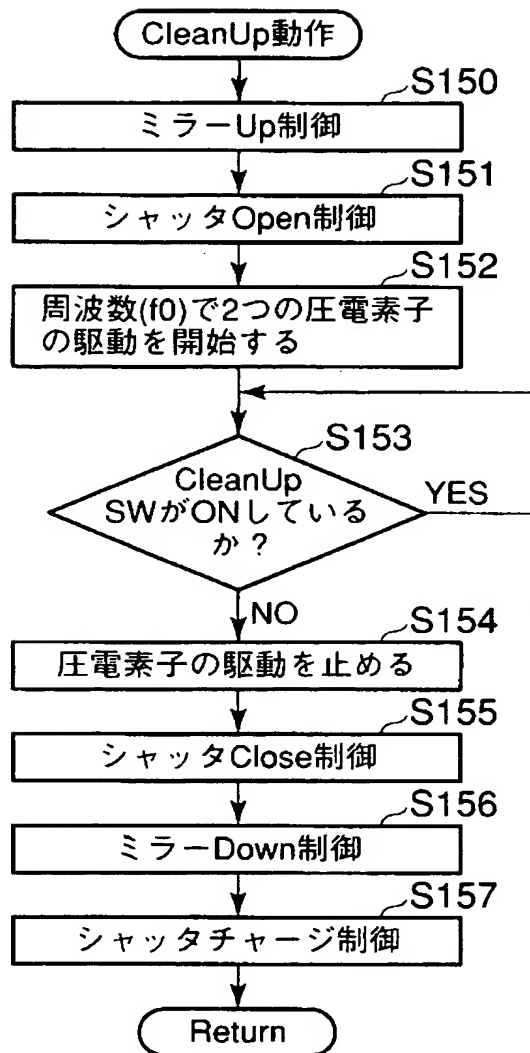 CleanUp動作
S150
ミラーUp制御
S151
シャッタOpen制御
S152
周波数(f0)で2つの圧電素子
の駆動を開始する
S153
CleanUp
SWがONしている
か?
YES
NO
S154
圧電素子の駆動を止める
S155
シャッタClose制御
S156
ミラーDown制御
S157
シャッタチャージ制御
Return